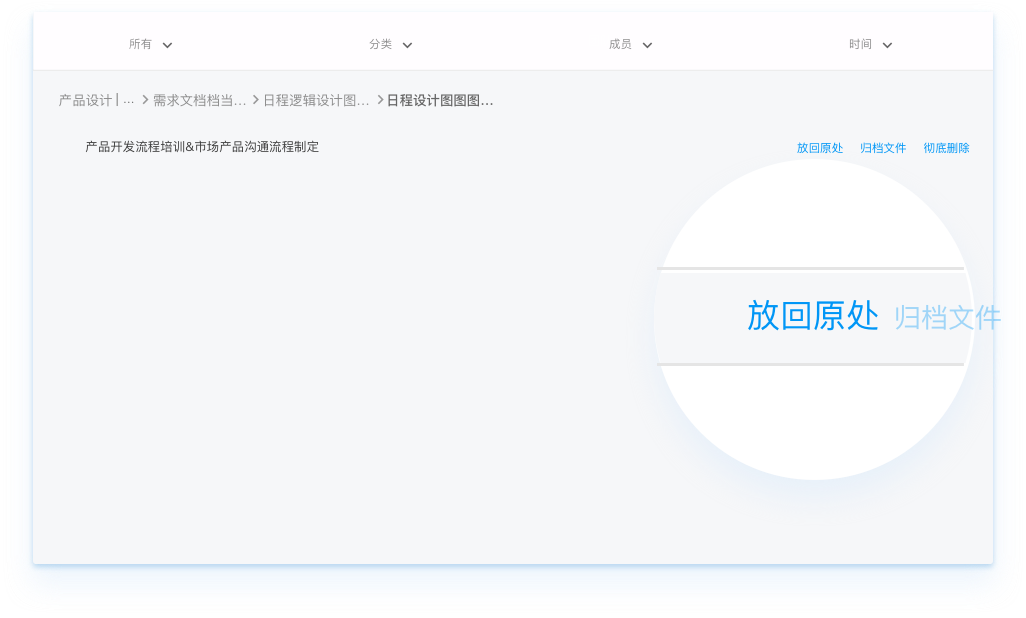 所有 分类 成员 时间
产品设计 | ... > 需求文档档当... > 日程逻辑设计图... > 日程设计图图图...
产品开发流程培训&市场产品沟通流程制定 放回原处 归档文件 彻底删除
放回原处 归档文件